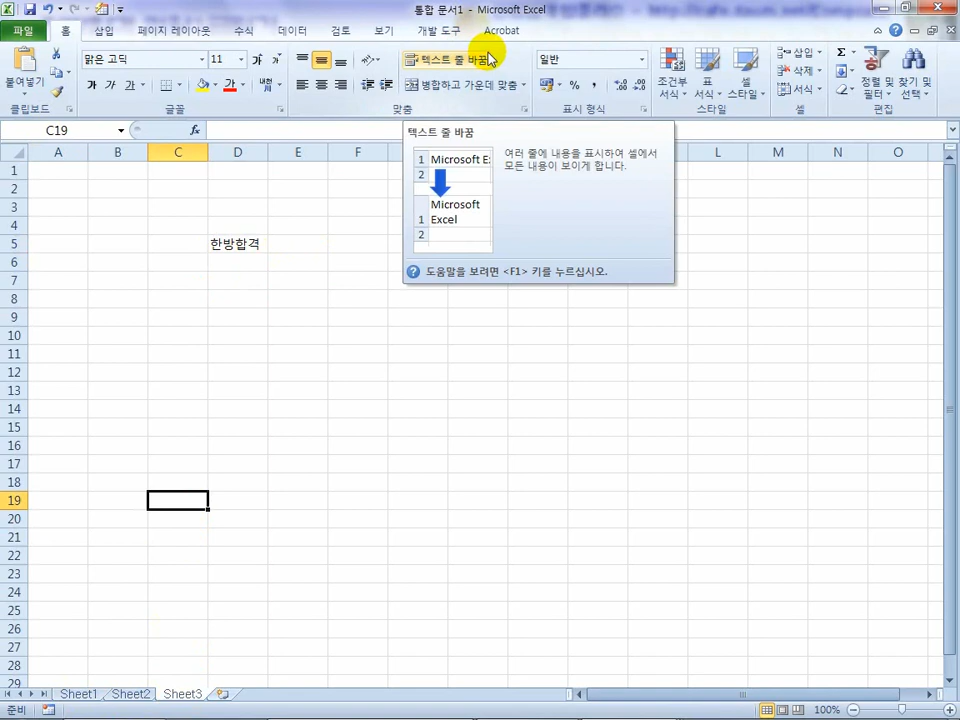 통합 문서1 - Microsoft Excel
파일 홈 삽입 페이지 레이아웃 수식 데이터 검토 보기 개발 도구 Acrobat
맑은 고딕 11 텍스트 줄 바꿈 일반 삽입
붙여넣기 가 가 가 가 병합하고 가운데 맞춤 % 조건부 서식 표 서식 셀 스타일 삭제 서식 정렬 및 필터 찾기 및 선택
클립보드 글꼴 맞춤 표시 형식 스타일 셀 편집
C19 fx
텍스트 줄 바꿈
A B C D E F L M N O
1 Microsoft E
2
여러 줄에 내용을 표시하여 셀에서
모든 내용이 보이게 합니다.
Microsoft
1 Excel
2
도움말을 보려면 <F1> 키를 누르십시오.
1
2
3
4
5 한방합격
6
7
8
9
10
11
12
13
14
15
16
17
18
19
20
21
22
23
24
25
26
27
28
29
Sheet1 Sheet2 Sheet3
준비 100%